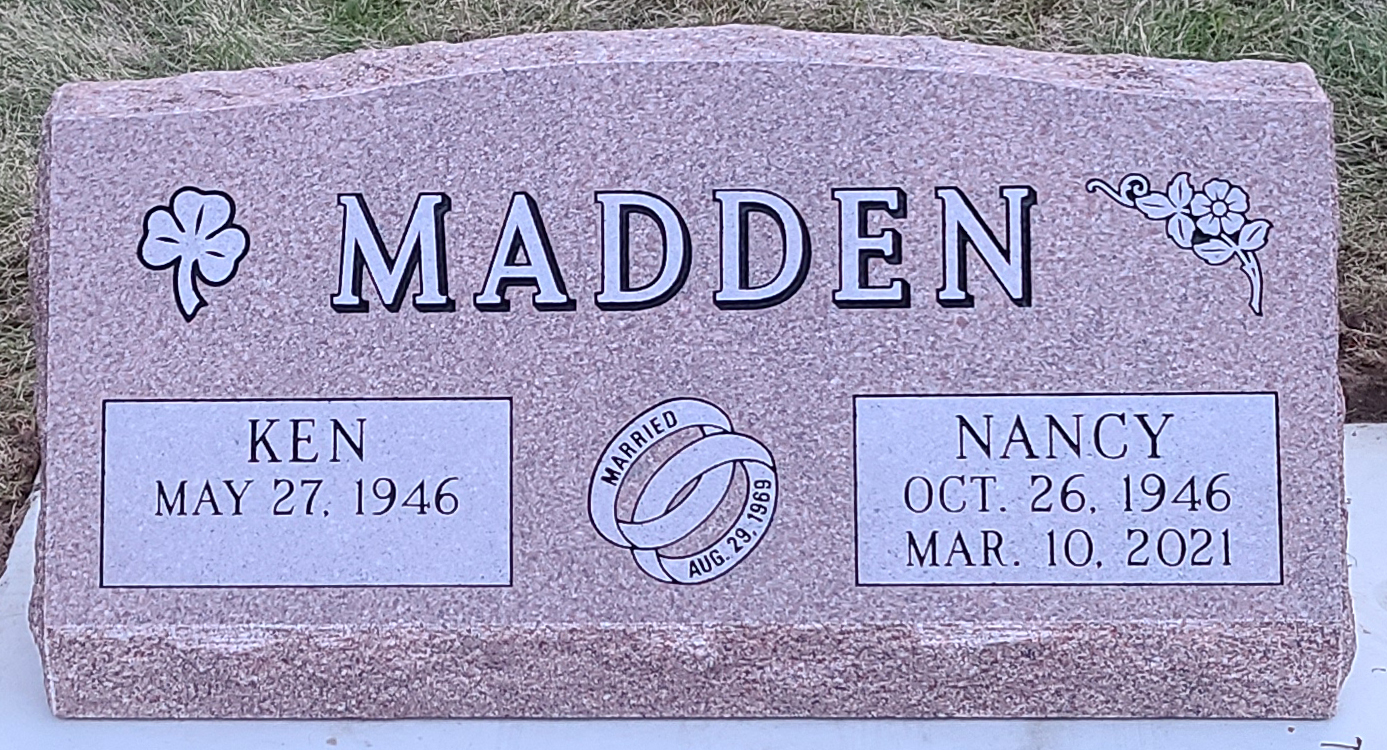 MADDEN
KEN
MAY 27, 1946
MARRIED
AUG. 29, 1969
NANCY
OCT. 26, 1946
MAR. 10, 2021